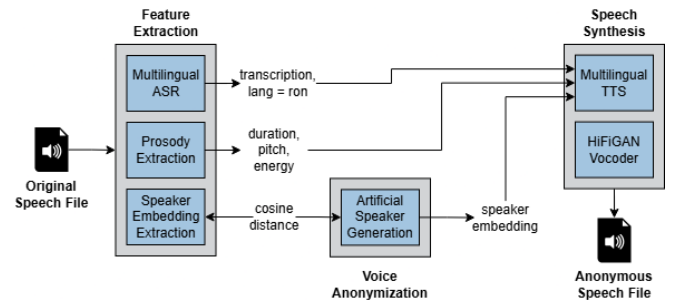 Feature
Extraction
Speech
Synthesis
Multilingual
ASR
transcription,
lang = ron
Multilingual
TTS
Prosody
Extraction
duration,
pitch,
energy
HiFiGAN
Vocoder
Original
Speech File
Speaker
Embedding
Extraction
cosine
distance
Artificial
Speaker
Generation
speaker
embedding
Voice
Anonymization
Anonymous
Speech File